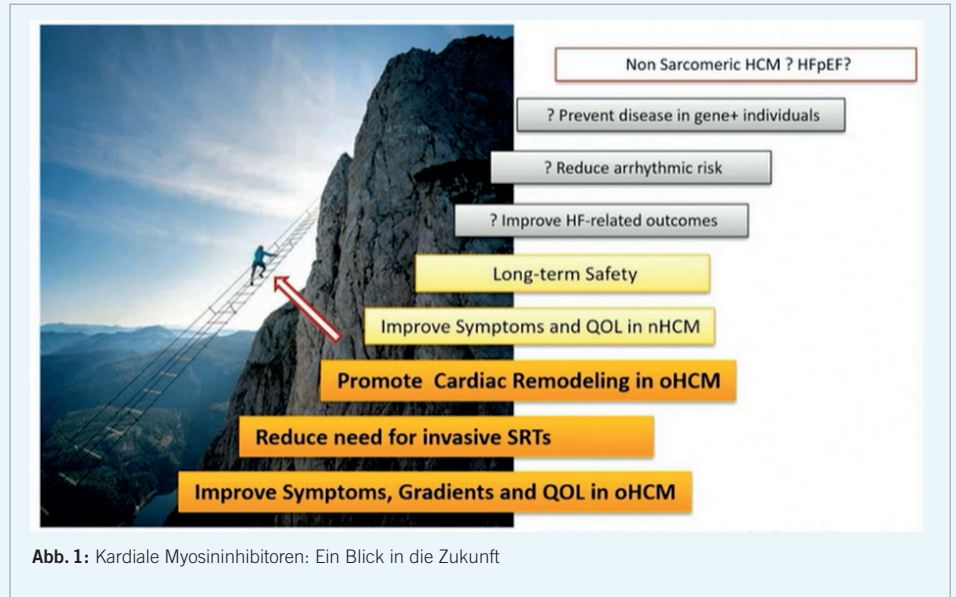 Non Sarcomeric HCM ? HFpEF?
? Prevent disease in gene+ individuals
? Reduce arrhythmic risk
? Improve HF-related outcomes
Long-term Safety
Improve Symptoms and QOL in nHCM
Promote Cardiac Remodeling in oHCM
Reduce need for invasive SRTs
Improve Symptoms, Gradients and QOL in oHCM
Abb. 1: Kardiale Myosininhibitoren: Ein Blick in die Zukunft